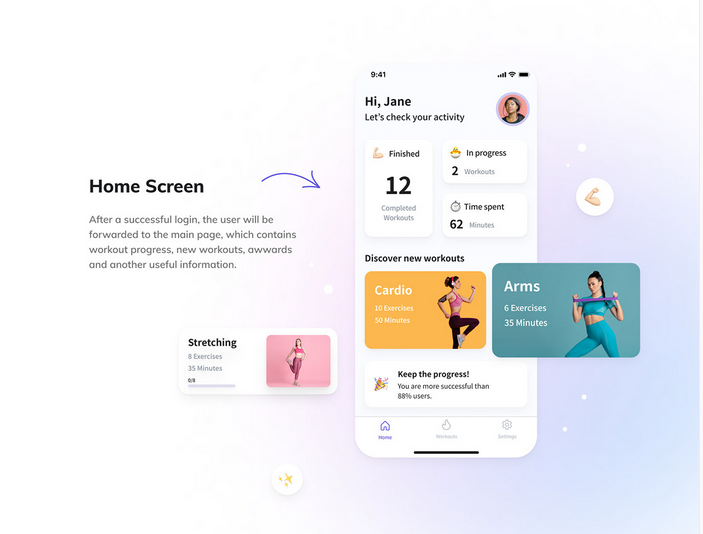 Home Screen
After a successful login, the user will be
forwarded to the main page, which contains
workout progress, new workouts, awwards
and another useful information.
Stretching
8 Exercises
35 Minutes
0/8
9:41
Hi, Jane
Let's check your activity
Finished
12
Completed
Workouts
In progress
2 Workouts
Time spent
62 Minutes
Discover new workouts
Cardio
10 Exercises
50 Minutes
Arms
6 Exercises
35 Minutes
Keep the progress!
You are more successful than
88% users.
Home
Workouts
Settings